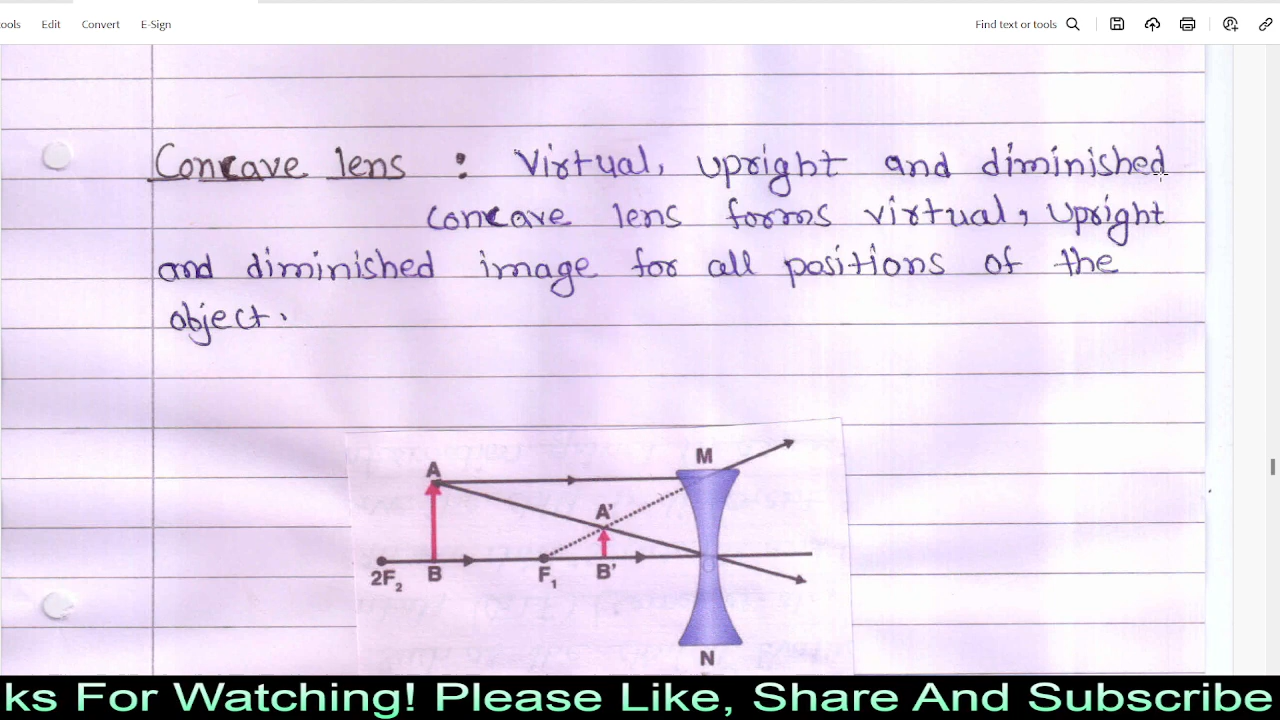 ools Edit Convert E-Sign Find text or tools
Concave lens : Virtual, upright and diminished
concave lens forms virtual, upright
and diminished image for all positions of the
object.
M
A
A'
2F₂ B F₁ B' O
N
ks For Watching! Please Like, Share And Subscribe